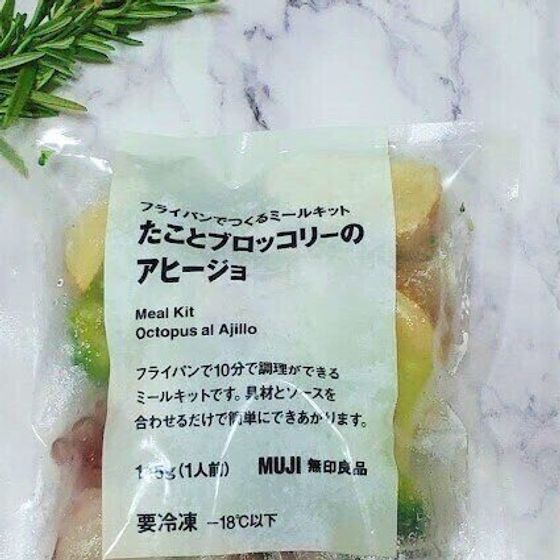 フライパンでつくるミールキット
たことブロッコリーの
アヒージョ
Meal Kit
Octopus al Ajillo
フライパンで10分で調理ができる
ミールキットです。具材とソースを
合わせるだけで簡単にできあがります。
(1人前) MUJI 無印良品
要冷凍 −18℃以下